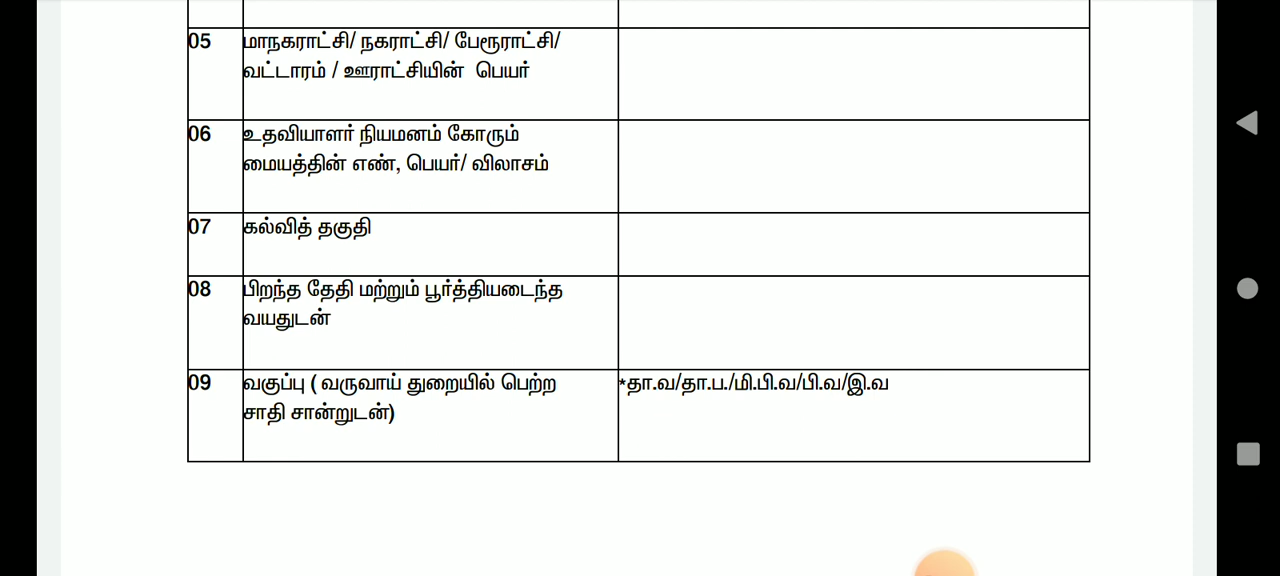 05 மாநகராட்சி/ நகராட்சி/ பேரூராட்சி/
வட்டாரம் / ஊராட்சியின் பெயர்
06 உதவியாளர் நியமனம் கோரும்
மையத்தின் எண், பெயர்/ விலாசம்
07 கல்வித் தகுதி
08 பிறந்த தேதி மற்றும் பூர்த்தியடைந்த
வயதுடன்
09 வகுப்பு ( வருவாய் துறையில் பெற்ற *தா.வ/தா.ப./மி.பி.வ/பி.வ/இ.வ
சாதி சான்றுடன்)